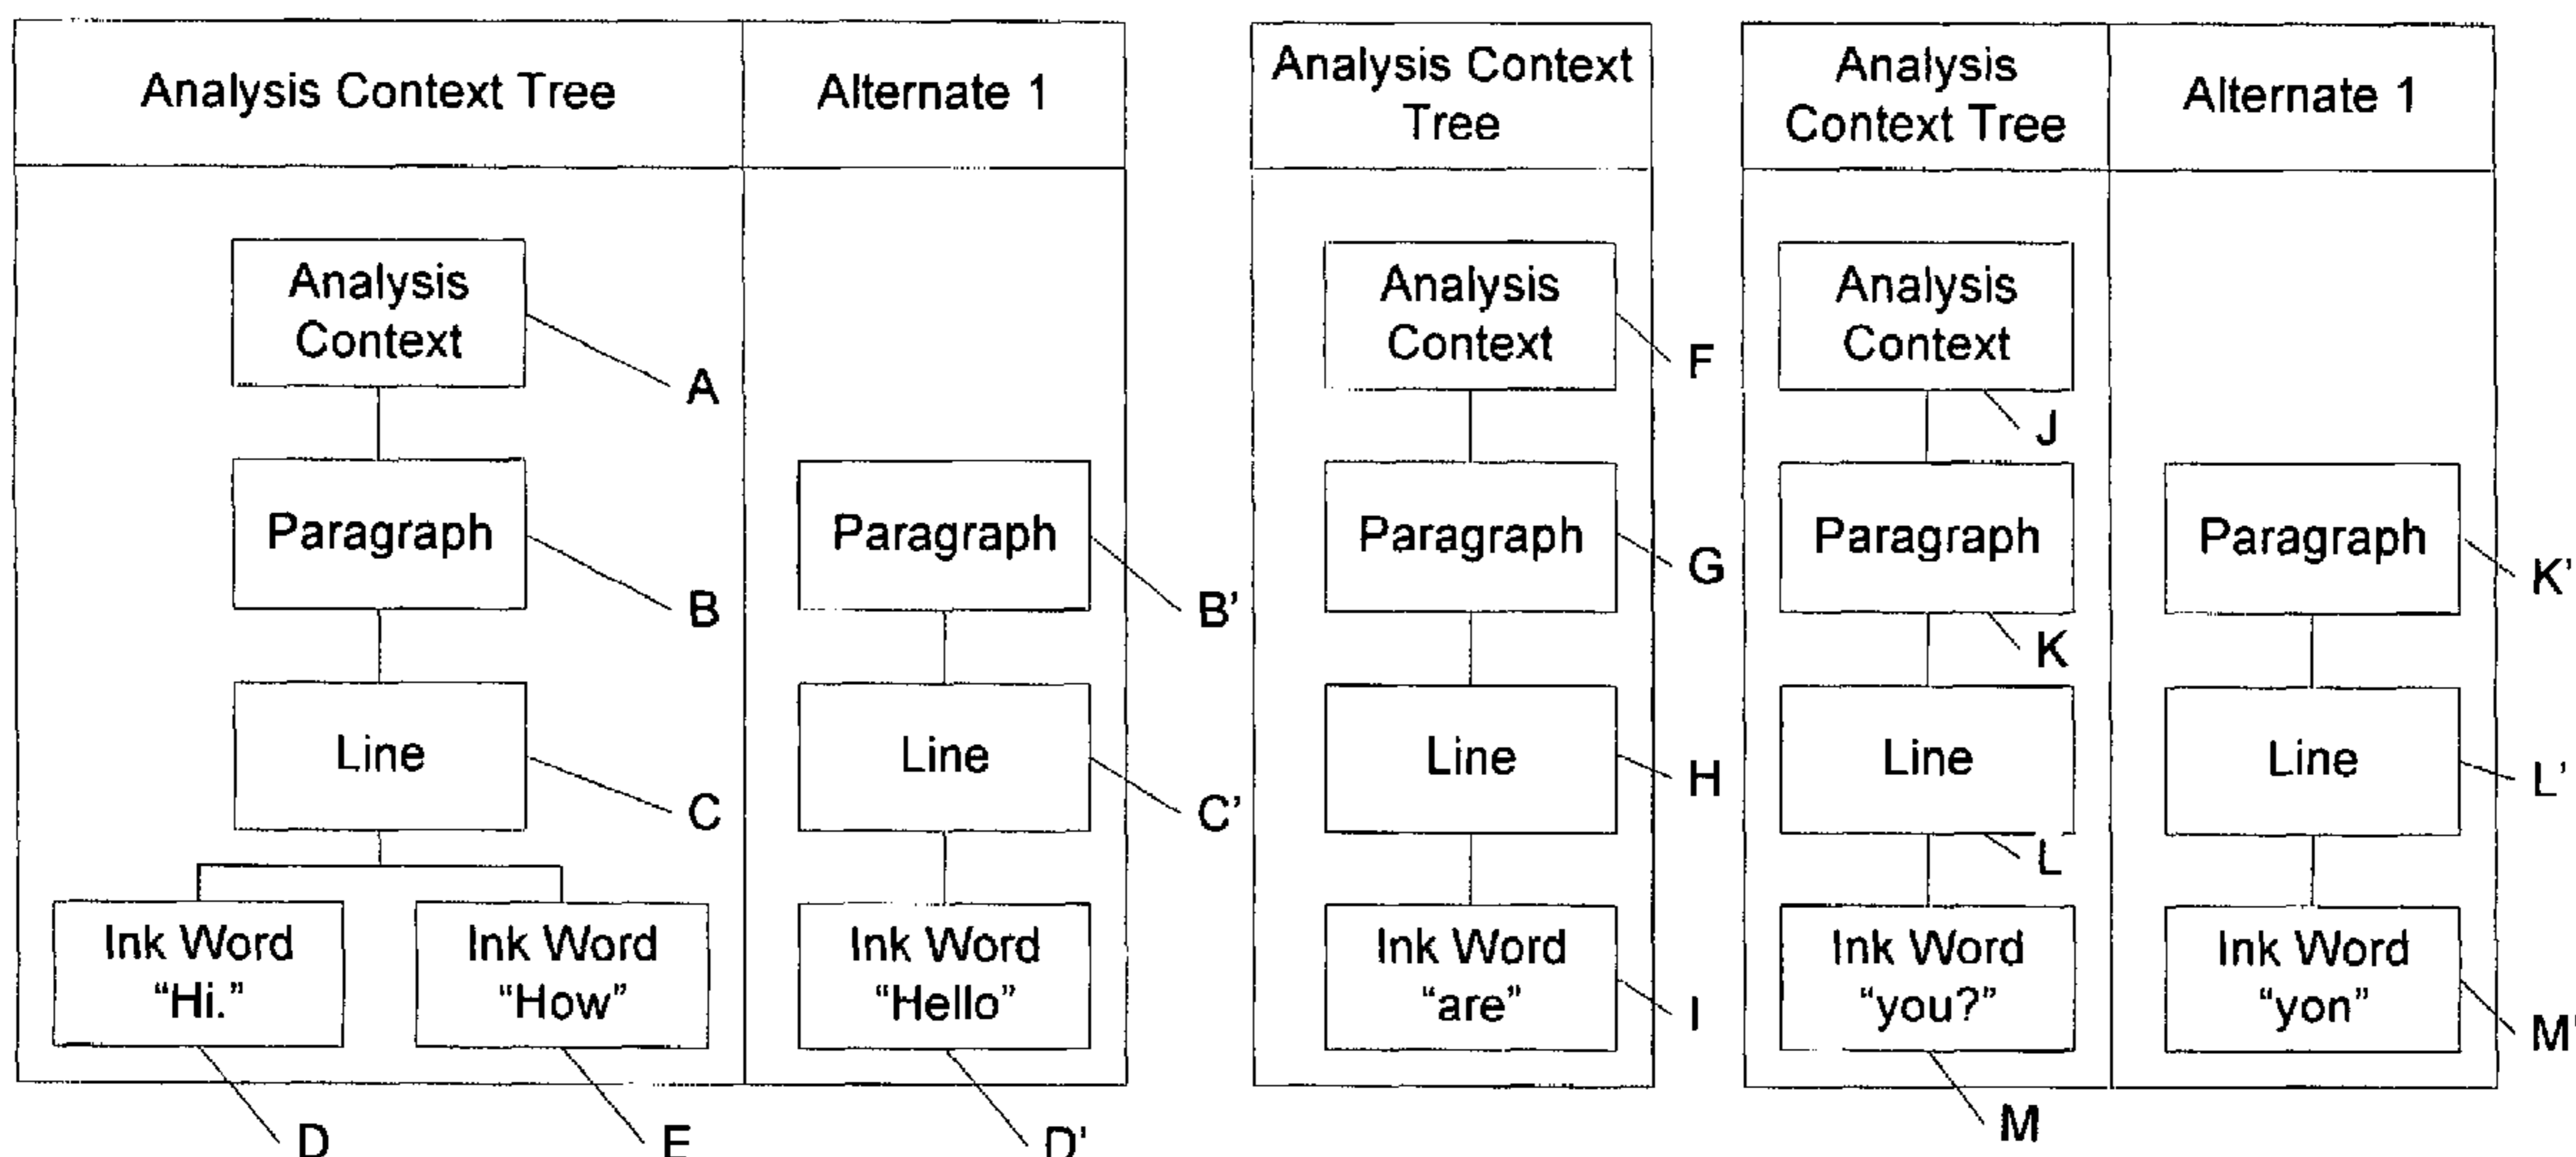 Analysis Context Tree
Alternate 1
Analysis
Context
A
Paragraph
B
Line
C
Ink Word
“Hi.”
D
Ink Word
“How”
E
Paragraph
B’
Line
C’
Ink Word
“Hello”
D’
Analysis Context
Tree
Analysis
Context
F
Paragraph
G
Line
H
Ink Word
“are”
I
Analysis
Context Tree
Alternate 1
Analysis
Context
J
Paragraph
K
Line
L
Ink Word
“you?”
M
Paragraph
K’
Line
L’
Ink Word
“yon”
M’